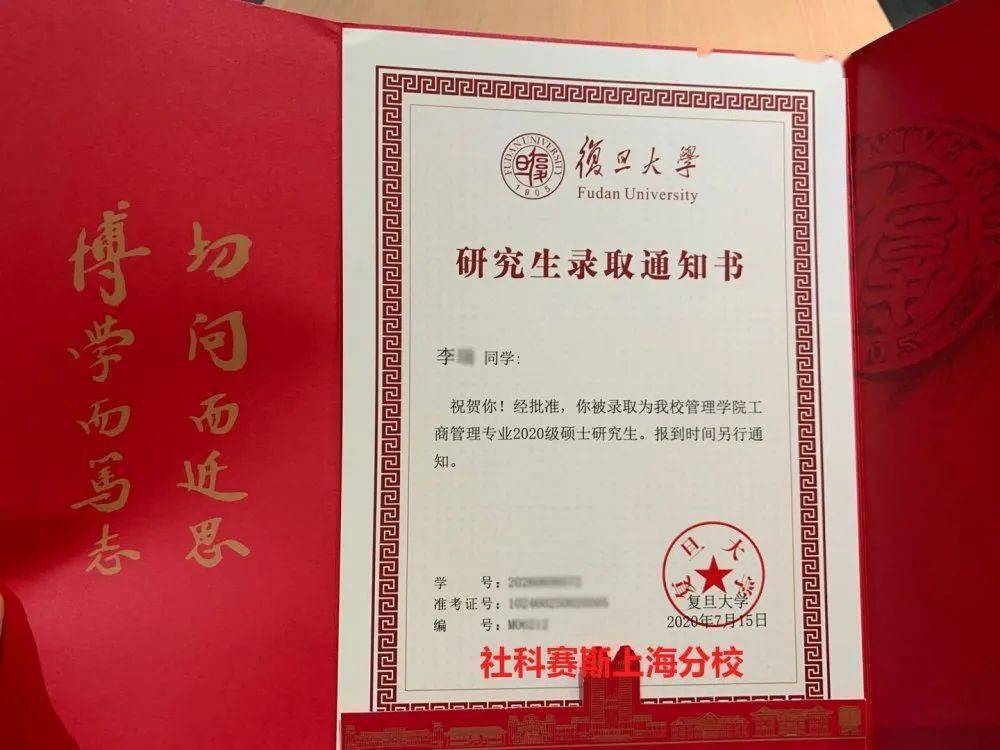 博学而笃志
切问而近思
FUDAN UNIVERSITY
1905
復旦大學
Fudan University
研究生录取通知书
李 同学:
祝贺你！经批准，你被录取为我校管理学院工
商管理专业2020级硕士研究生。报到时间另行通
知。
学 号:
准考证号:
编 号:
复旦大学
复旦大学
2020年7月15日
社科赛斯上海分校